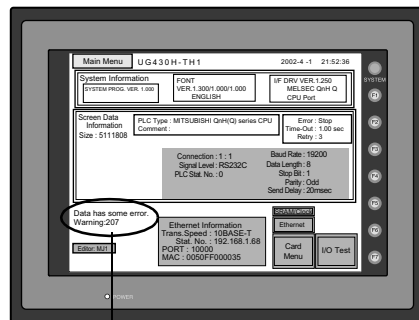 Main Menu UG430H-TH1 2002-4 -1 21:52:36
SYSTEM
System Information
SYSTEM PROG. VER. 1.000
FONT
VER.1.300/1.000/1.000
ENGLISH
I/F DRV VER.1.250
MELSEC QnH Q
CPU Port
F1
Screen Data
Information
Size : 5111808
PLC Type : MITSUBISHI QnH(Q) series CPU
Comment :
Error : Stop
Time-Out : 1.00 sec
Retry : 3
F2
Connection : 1 : 1
Signal Level : RS232C
PLC Stat. No. : 0
Baud Rate : 19200
Data Length : 8
Stop Bit : 1
Parity : Odd
Send Delay : 20msec
F3
F4
F5
Data has some error.
Warning:207
Editor: MJ1
Ethernet Information
Trans.Speed : 10BASE-T
Stat. No. : 192.168.1.68
PORT : 10000
MAC : 0050FF000035
Ethernet
Card
Menu
I/O Test
F6
F7
POWER